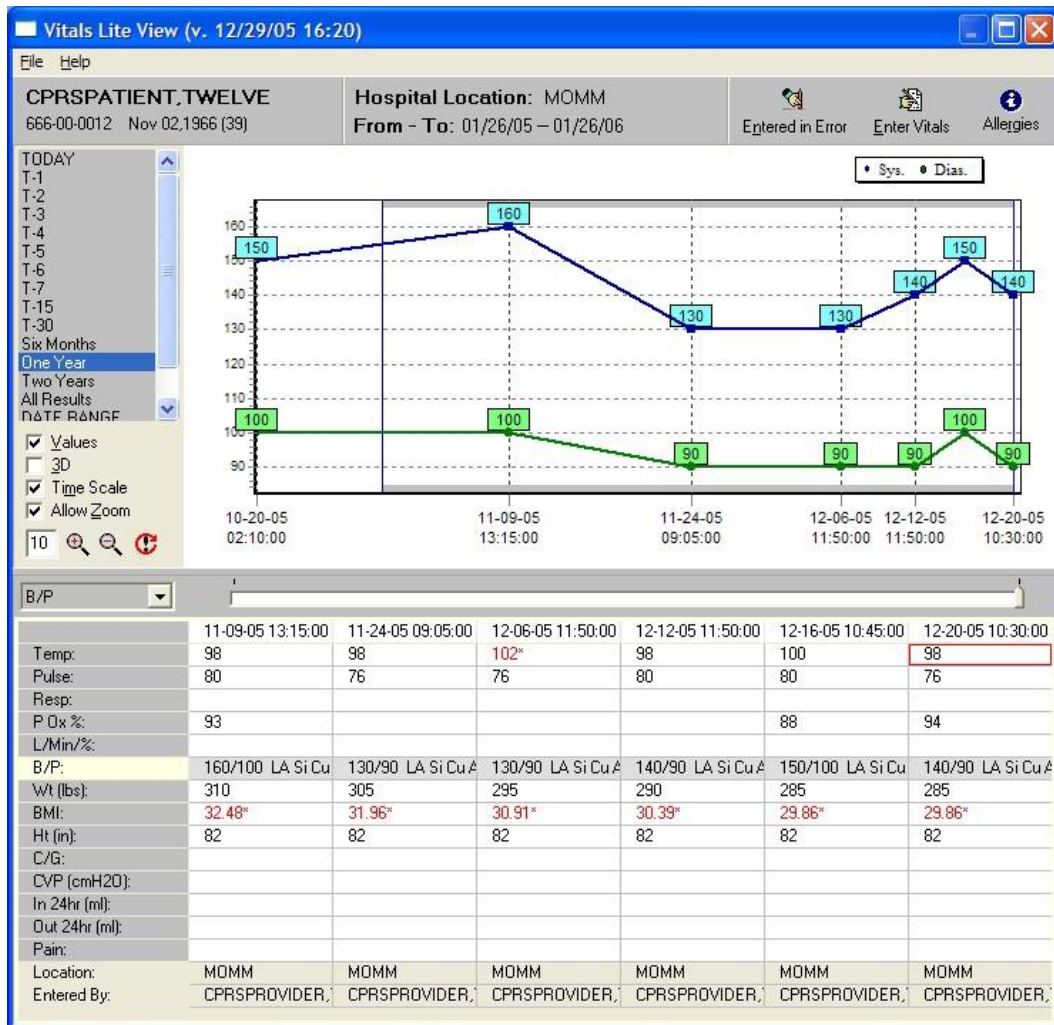 Vitals Lite View (v. 12/29/05 16:20)
File Help
CPRSPATIENT,TWELVE
666-00-0012 Nov 02,1966 (39)
Hospital Location: MOMM
From - To: 01/26/05 – 01/26/06
Entered in Error
Enter Vitals
Allergies
TODAY
T-1
T-2
T-3
T-4
T-5
T-6
T-7
T-15
T-30
Six Months
One Year
Two Years
All Results
DATE RANGE
Values
3D
Time Scale
Allow Zoom
10
Sys. Dias.
160
150
140
130
120
110
100
90
150 160 130 130 140 150 140
100 100 90 90 90 100 90
10-20-05 11-09-05 11-24-05 12-06-05 12-12-05 12-20-05
02:10:00 13:15:00 09:05:00 11:50:00 11:50:00 10:30:00
B/P
11-09-05 13:15:00 11-24-05 09:05:00 12-06-05 11:50:00 12-12-05 11:50:00 12-16-05 10:45:00 12-20-05 10:30:00
Temp: 98 98 102* 98 100 98
Pulse: 80 76 76 80 80 76
Resp:
P Ox %: 93 88 94
L/Min/%:
B/P: 160/100 LA Si Cu 130/90 LA Si Cu A 130/90 LA Si Cu A 140/90 LA Si Cu A 150/100 LA Si Cu 140/90 LA Si Cu A
Wt (lbs): 310 305 295 290 285 285
BMI: 32.48* 31.96* 30.91* 30.39* 29.86* 29.86*
Ht (in): 82 82 82 82 82 82
C/G:
CVP (cmH2O):
In 24hr (ml):
Out 24hr (ml):
Pain:
Location: MOMM MOMM MOMM MOMM MOMM MOMM
Entered By: CPRSPROVIDER, CPRSPROVIDER, CPRSPROVIDER, CPRSPROVIDER, CPRSPROVIDER, CPRSPROVIDER,